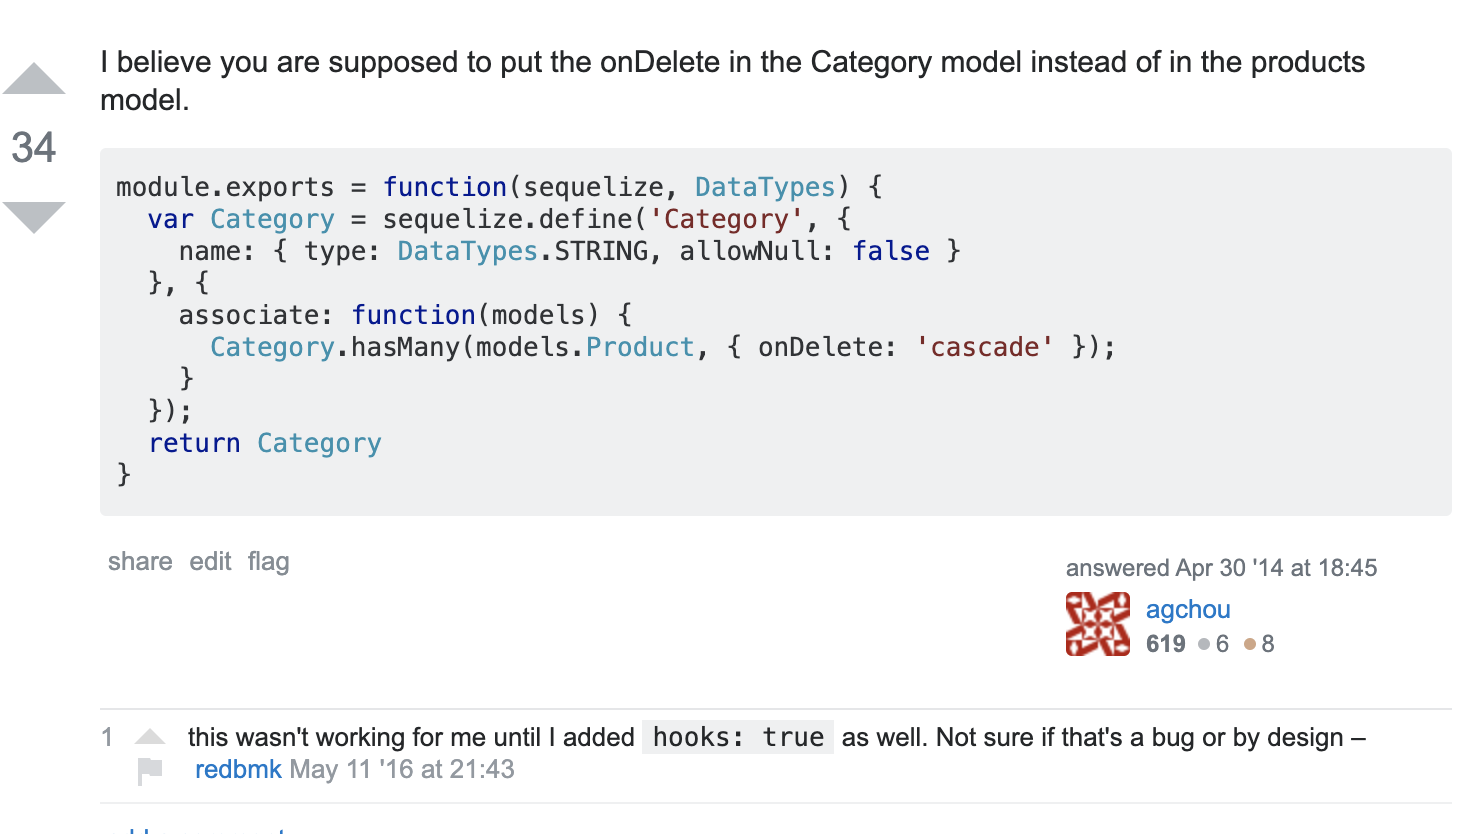 I believe you are supposed to put the onDelete in the Category model instead of in the products
model.
34
module.exports = function(sequelize, DataTypes) {
  var Category = sequelize.define('Category', {
    name: { type: DataTypes.STRING, allowNull: false }
  }, {
    associate: function(models) {
      Category.hasMany(models.Product, { onDelete: 'cascade' });
    }
  });
  return Category
}
share edit flag
answered Apr 30 '14 at 18:45
agchou
619 6 8
1 this wasn't working for me until I added hooks: true as well. Not sure if that's a bug or by design –
redbmk May 11 '16 at 21:43